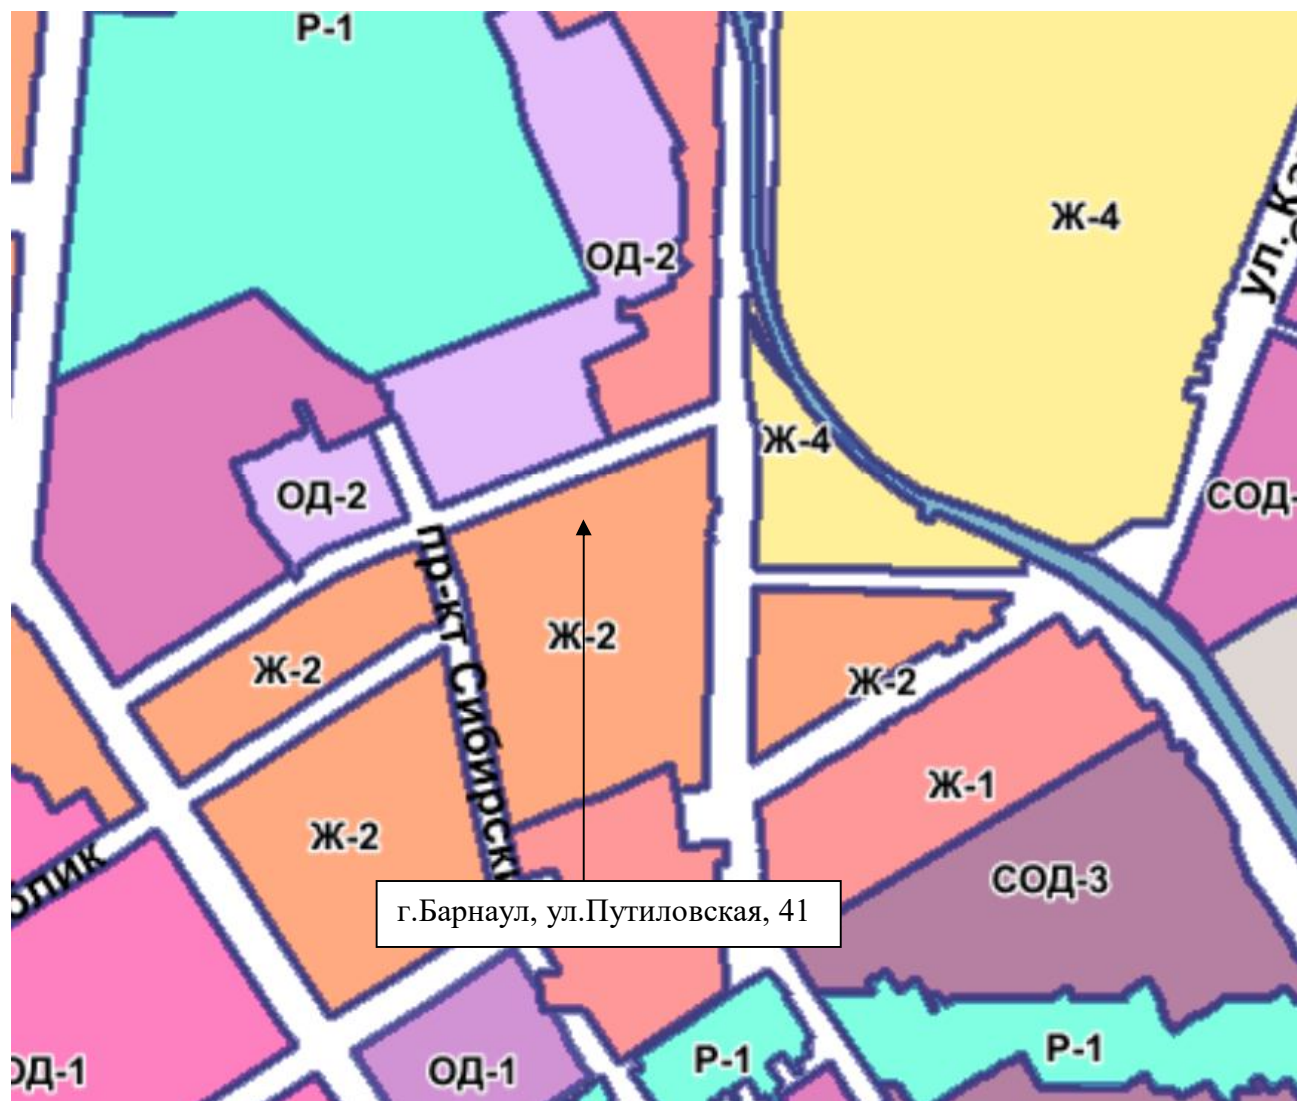 Р-1
Ж-4
ОД-2
Ж-4
ОД-2
СОД-
Ж-2
Ж-2
Ж-2
Ж-1
Ж-2
СОД-3
пр-кт Сибирск
г.Барнаул, ул.Путиловская, 41
ОД-1
Р-1
Р-1
ОД-1
ул.